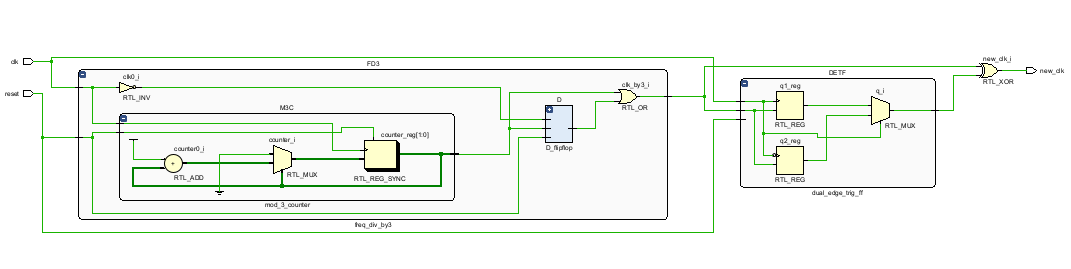 FD3
clk
clk0_i
RTL_INV
reset
M3C
counter0_i
RTL_ADD
counter_i
RTL_MUX
counter_reg[1:0]
RTL_REG_SYNC
mod_3_counter
D
D_flipflop
clk_by3_i
RTL_OR
freq_div_by3
DETF
q1_reg
RTL_REG
q2_reg
RTL_REG
q_i
RTL_MUX
dual_edge_trig_ff
new_clk_i
RTL_XOR
new_clk
+